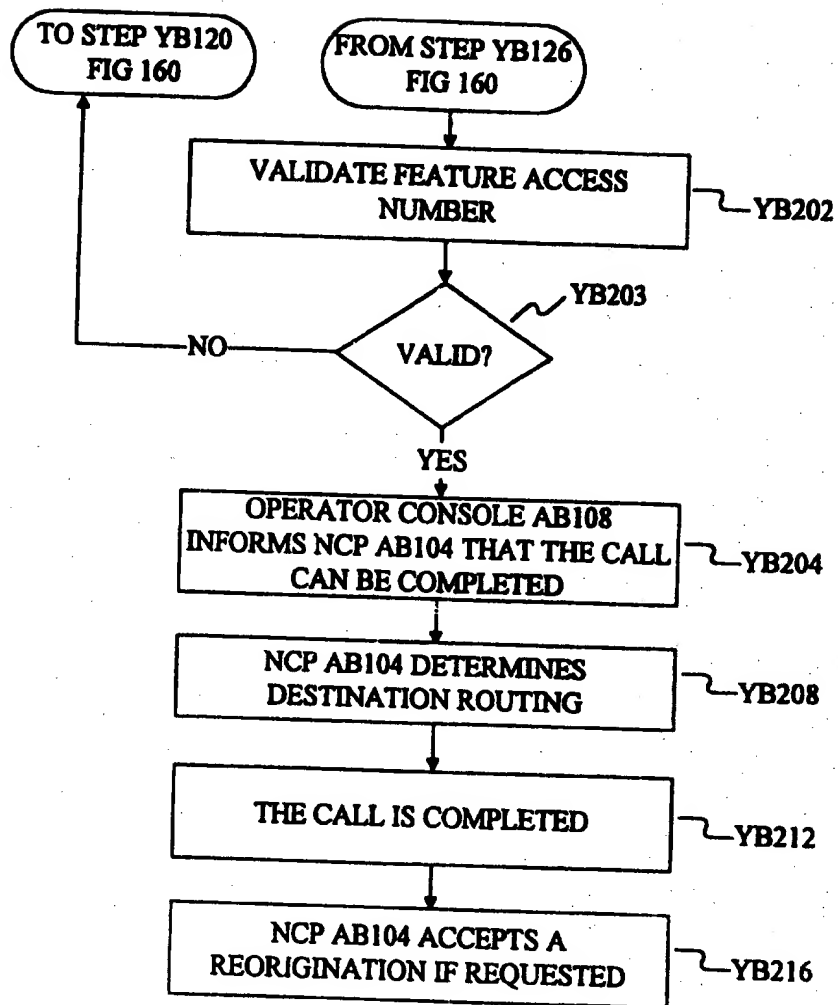 TO STEP YB120
FIG 160
FROM STEP YB126
FIG 160
VALIDATE FEATURE ACCESS
NUMBER
YB202
YB203
VALID?
NO
YES
OPERATOR CONSOLE AB108
INFORMS NCP AB104 THAT THE CALL
CAN BE COMPLETED
YB204
NCP AB104 DETERMINES
DESTINATION ROUTING
YB208
THE CALL IS COMPLETED
YB212
NCP AB104 ACCEPTS A
REORIGINATION IF REQUESTED
YB216